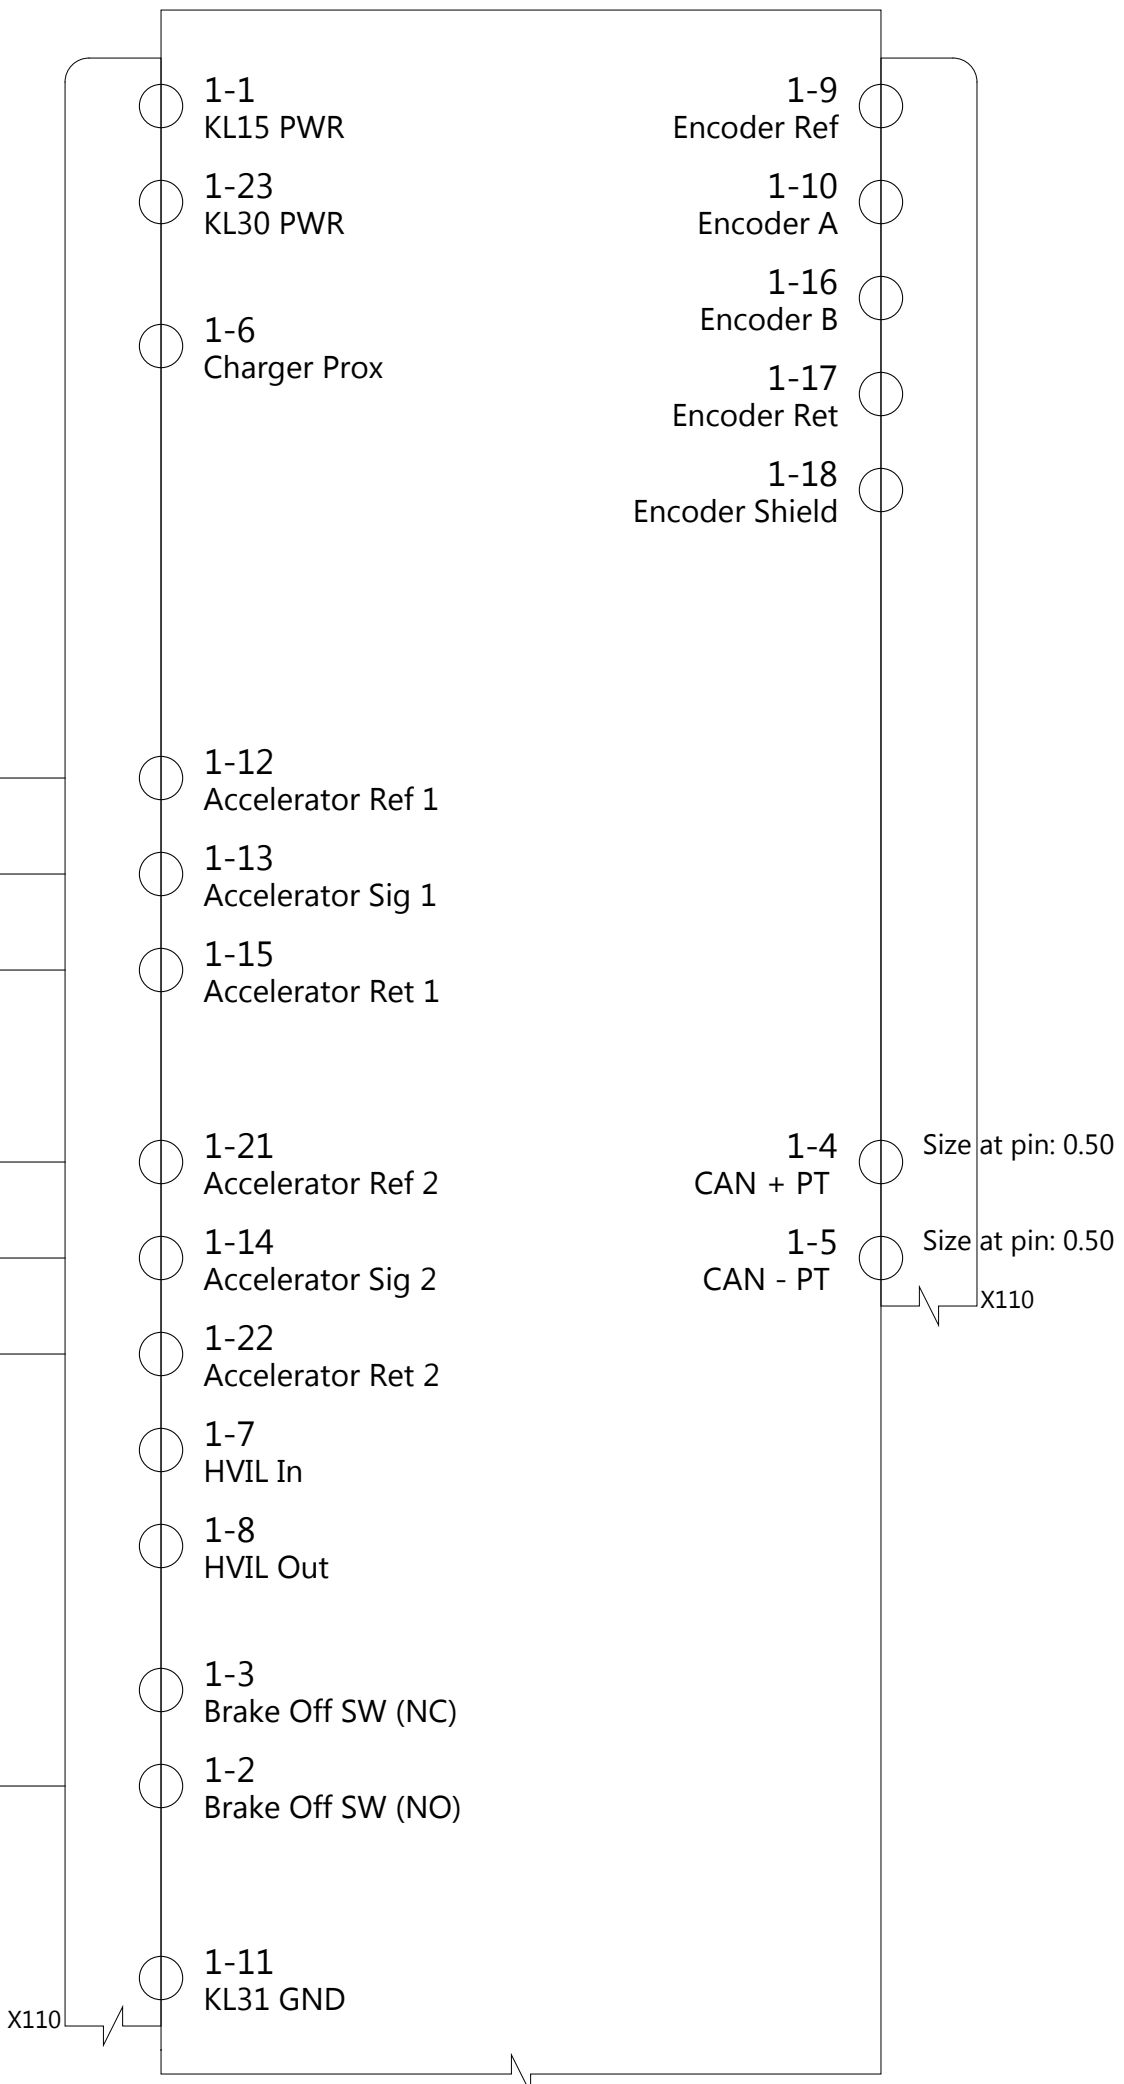 1-1
KL15 PWR
1-23
KL30 PWR
1-6
Charger Prox
1-12
Accelerator Ref 1
1-13
Accelerator Sig 1
1-15
Accelerator Ret 1
1-21
Accelerator Ref 2
1-14
Accelerator Sig 2
1-22
Accelerator Ret 2
1-7
HVIL In
1-8
HVIL Out
1-3
Brake Off SW (NC)
1-2
Brake Off SW (NO)
1-11
KL31 GND
X110
1-9
Encoder Ref
1-10
Encoder A
1-16
Encoder B
1-17
Encoder Ret
1-18
Encoder Shield
1-4
CAN + PT
Size at pin: 0.50
1-5
CAN - PT
Size at pin: 0.50
X110